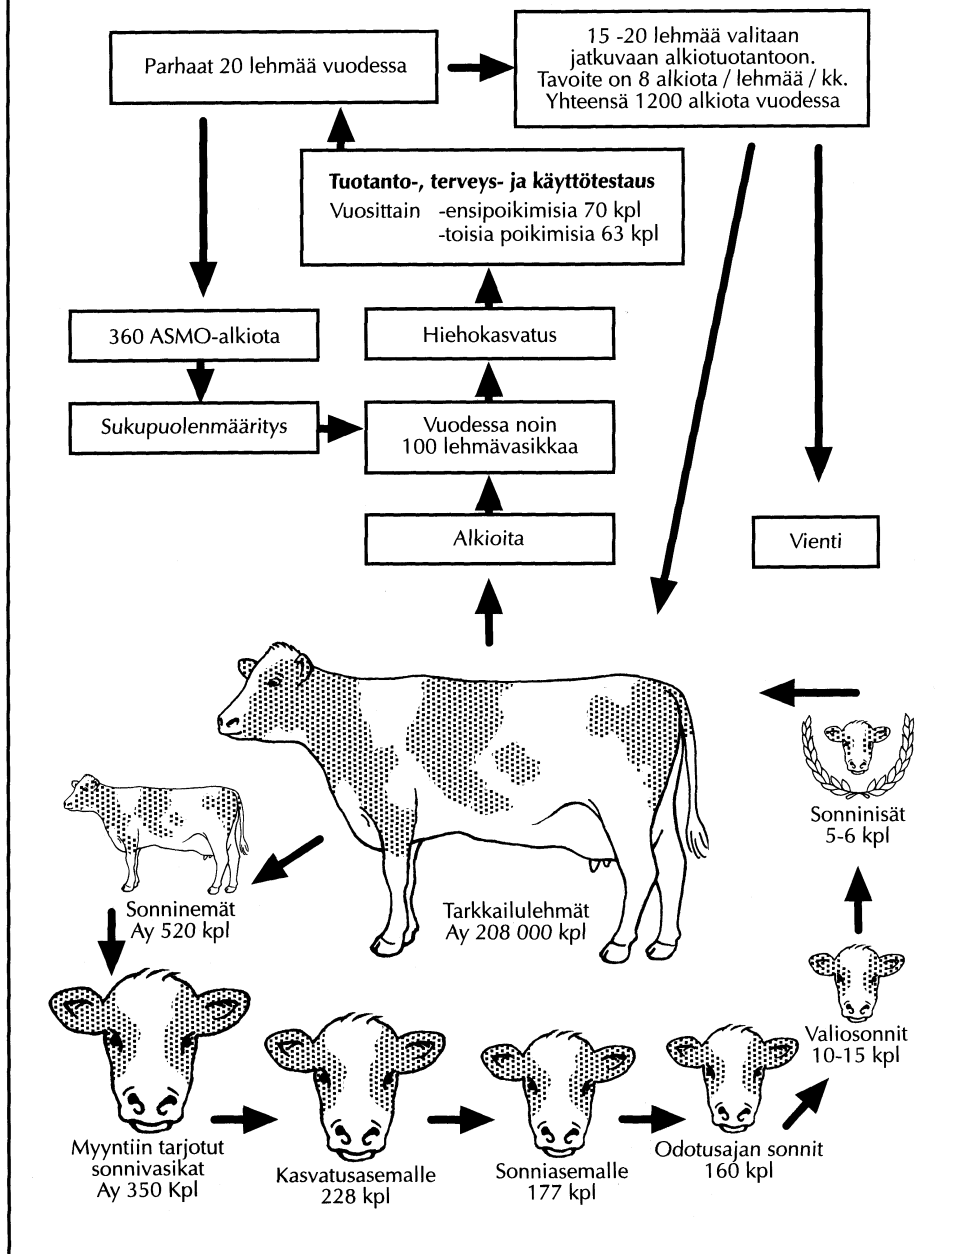 Parhaat 20 lehmää vuodessa
15 -20 lehmää valitaan
jatkuvaan alkiotuotantoon.
Tavoite on 8 alkiota / lehmää / kk.
Yhteensä 1200 alkiota vuodessa
Tuotanto-, terveys- ja käyttötestaus
Vuosittain -ensipoikimisia 70 kpl
-toisia poikimisia 63 kpl
360 ASMO-alkiota
Hiehokasvatus
Sukupuolenmääritys
Vuodessa noin
100 lehmävasikkaa
Alkioita
Vienti
Sonninisät
5-6 kpl
Sonninemät
Ay 520 kpl
Tarkkailulehmät
Ay 208 000 kpl
Valiosonnit
10-15 kpl
Myyntiin tarjotut
sonnivasikat
Ay 350 Kpl
Kasvatusasemalle
228 kpl
Sonniasemalle
177 kpl
Odotusajan sonnit
160 kpl